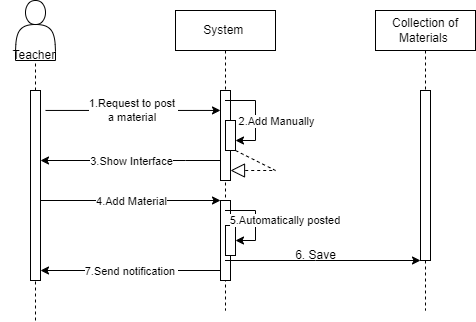 Teacher
System
Collection of
Materials
1.Request to post
a material
2.Add Manually
3.Show Interface
4.Add Material
5.Automatically posted
6. Save
7.Send notification